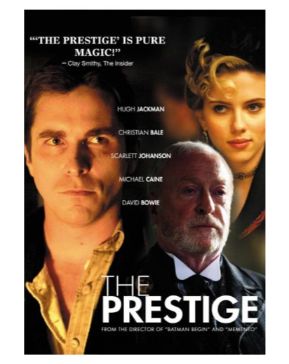 "'THE PRESTIGE' IS PURE
MAGIC!"
– Clay Smithy, The Insider
HUGH JACKMAN
CHRISTIAN BALE
SCARLETT JOHANSON
MICHAEL CAINE
DAVID BOWIE
THE
PRESTIGE
FROM THE DIRECTOR OF "BATMAN BEGIN" AND "MEMENTO"